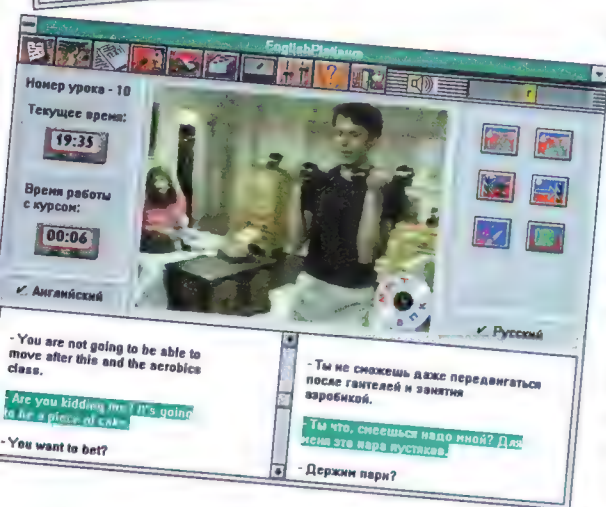 EnglishPlatinum
Номер урока - 10
Текущее время:
19:35
Время работы
с курсом:
00:06
✔ Английский
✔ Русский
- You are not going to be able to
move after this and the aerobics
class.
- Are you kidding me? It's going
to be a piece of cake.
- You want to bet?
- Ты не сможешь даже передвигаться
после гантелей и занятия
аэробикой.
- Ты что, смеешься надо мной? Для
меня это пара пустяков.
- Держим пари?